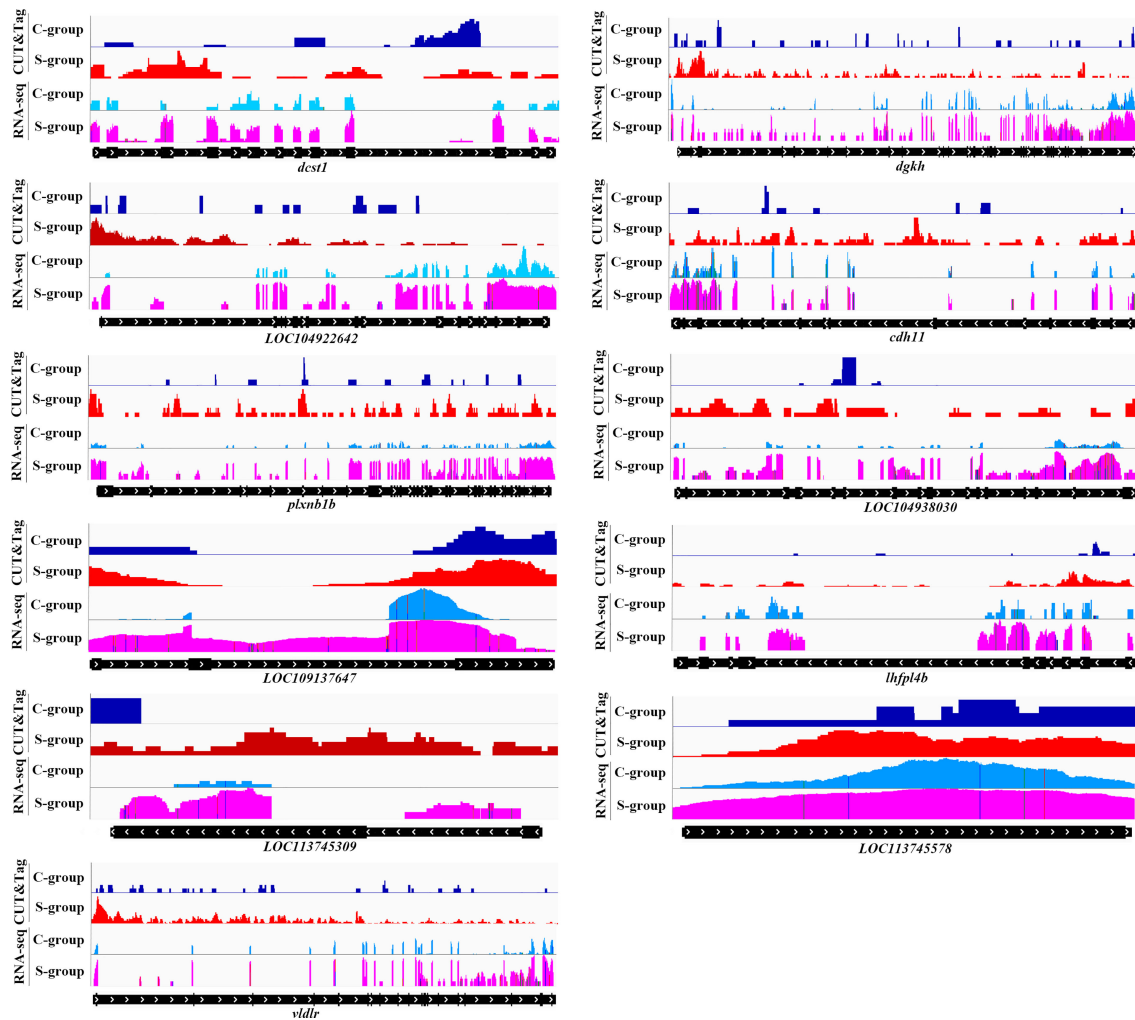 CUT&Tag
C-group
S-group
RNA-seq
C-group
S-group
dcst1
CUT&Tag
C-group
S-group
RNA-seq
C-group
S-group
dgkh
CUT&Tag
C-group
S-group
RNA-seq
C-group
S-group
LOC104922642
CUT&Tag
C-group
S-group
RNA-seq
C-group
S-group
cdh11
CUT&Tag
C-group
S-group
RNA-seq
C-group
S-group
plxnb1b
CUT&Tag
C-group
S-group
RNA-seq
C-group
S-group
LOC104938030
CUT&Tag
C-group
S-group
RNA-seq
C-group
S-group
LOC109137647
CUT&Tag
C-group
S-group
RNA-seq
C-group
S-group
lhfpl4b
CUT&Tag
C-group
S-group
RNA-seq
C-group
S-group
LOC113745309
CUT&Tag
C-group
S-group
RNA-seq
C-group
S-group
LOC113745578
CUT&Tag
C-group
S-group
RNA-seq
C-group
S-group
vldlr